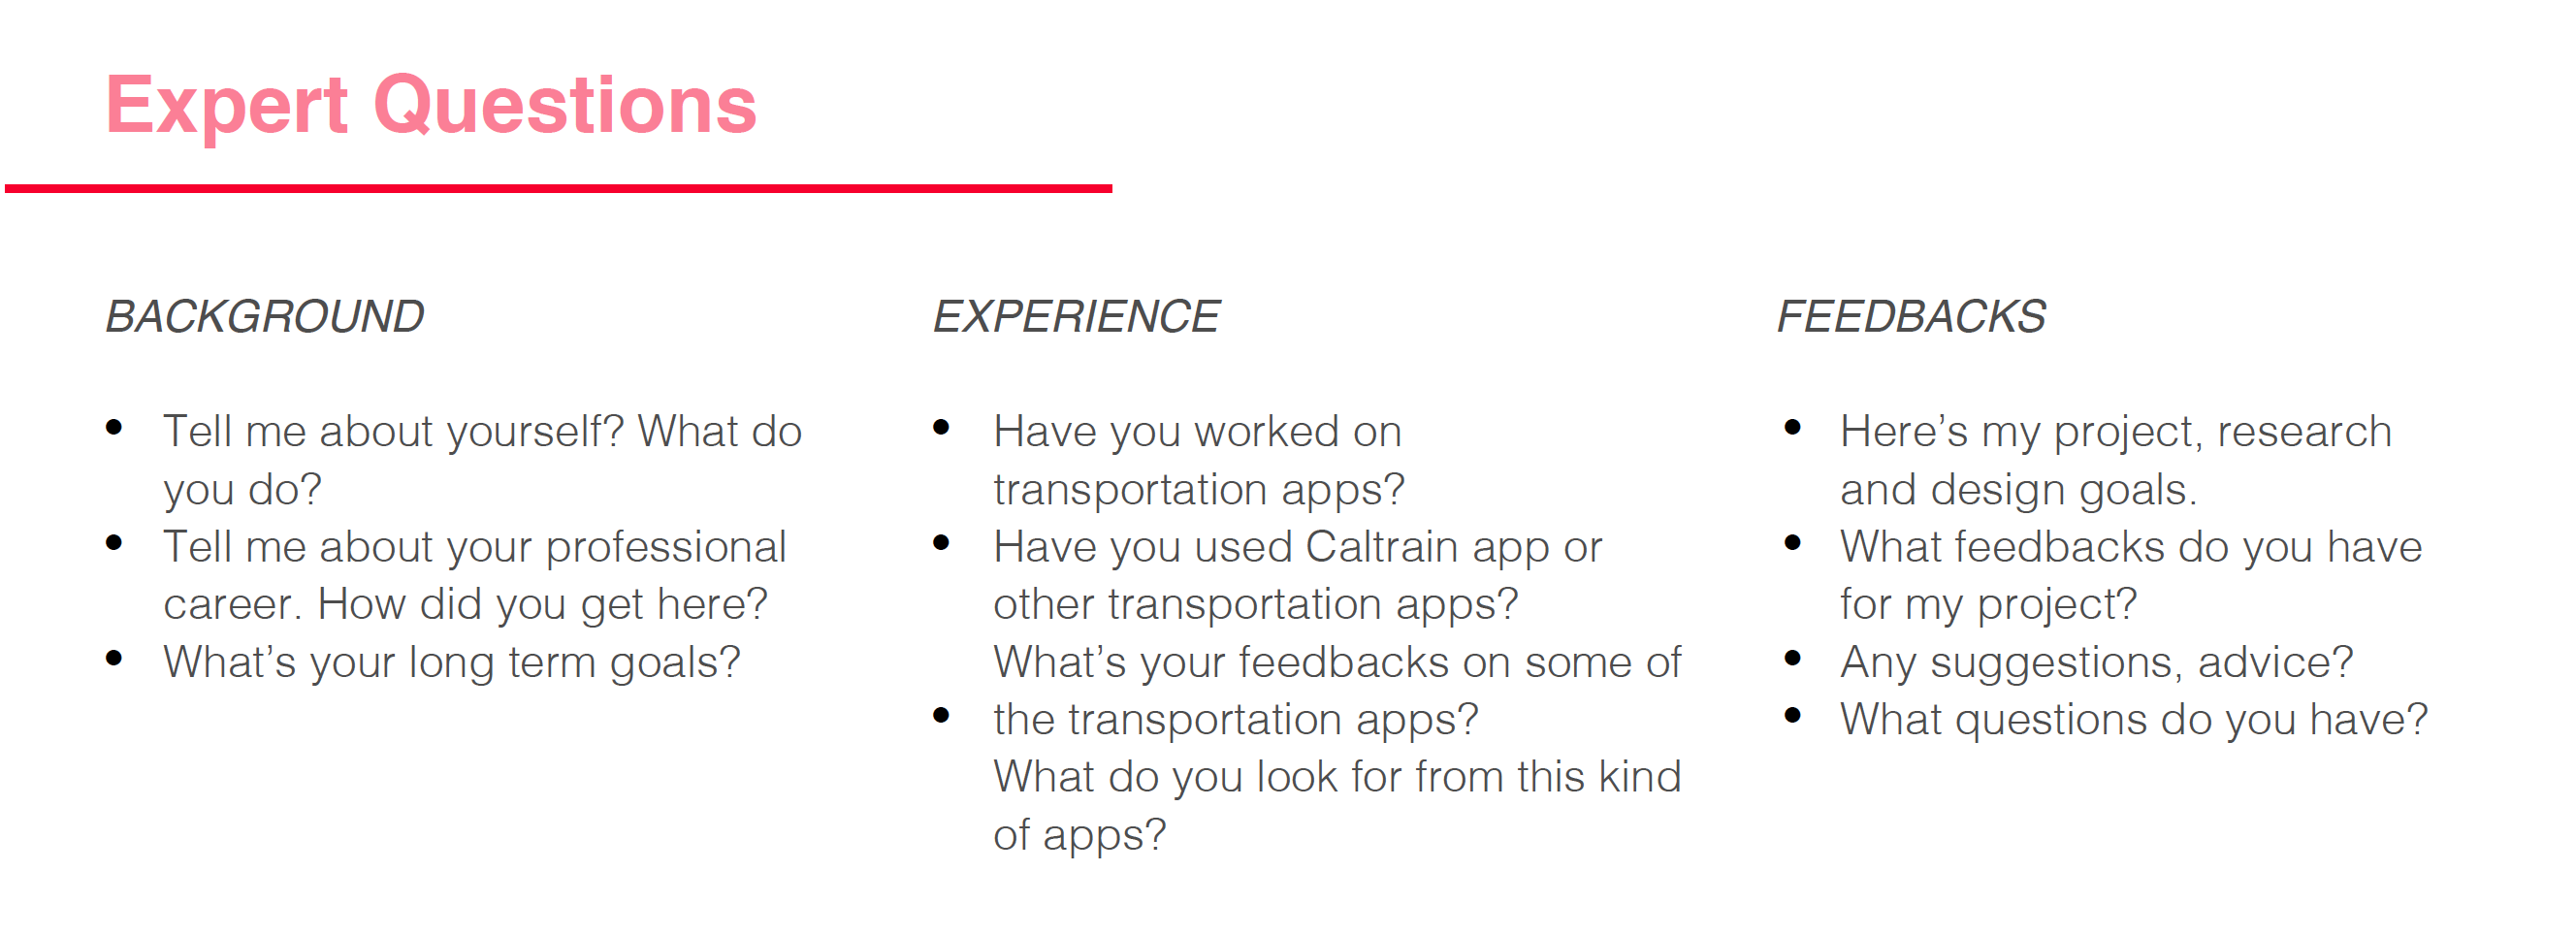 Expert Questions
BACKGROUND
• Tell me about yourself? What do
you do?
• Tell me about your professional
career. How did you get here?
• What’s your long term goals?
EXPERIENCE
• Have you worked on
transportation apps?
• Have you used Caltrain app or
other transportation apps?
What’s your feedbacks on some of
• the transportation apps?
What do you look for from this kind
of apps?
FEEDBACKS
• Here’s my project, research
and design goals.
• What feedbacks do you have
for my project?
• Any suggestions, advice?
• What questions do you have?